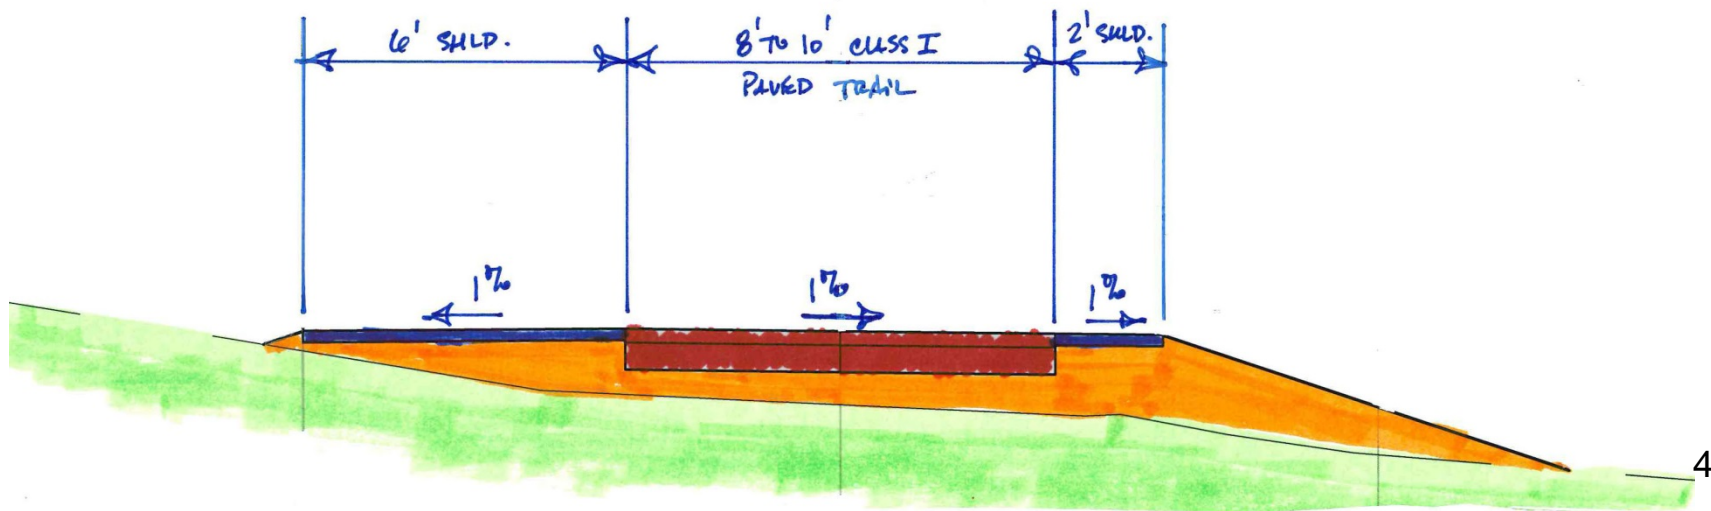 6' SHLD.
8' TO 10' CLASS I
PAVED TRAIL
2' SHLD.
1%
1%
1%
4